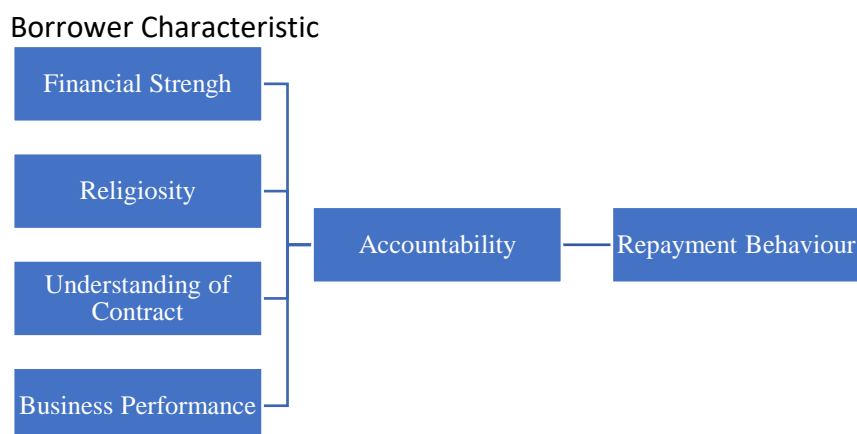 Borrower Characteristic
Financial Strengh
Religiosity
Understanding of
Contract
Business Performance
Accountability
Repayment Behaviour